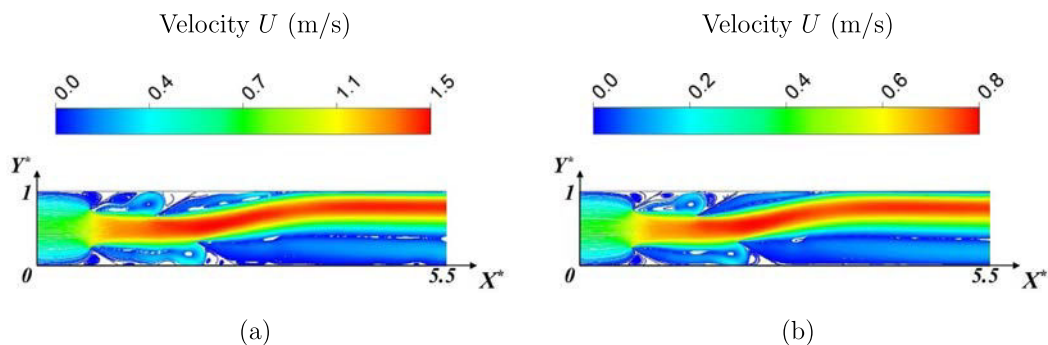 Velocity U (m/s)
0.0 0.4 0.7 1.1 1.5
Y*
1
0 5.5 X*
(a)
Velocity U (m/s)
0.0 0.2 0.4 0.6 0.8
Y*
1
0 5.5 X*
(b)